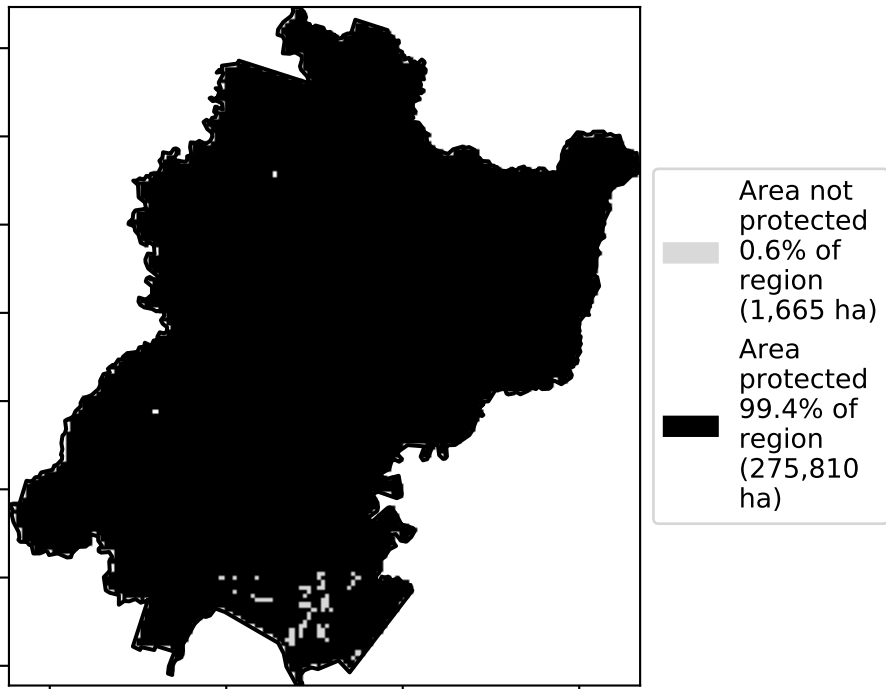 Area not
protected
0.6% of
region
(1,665 ha)
Area
protected
99.4% of
region
(275,810
ha)